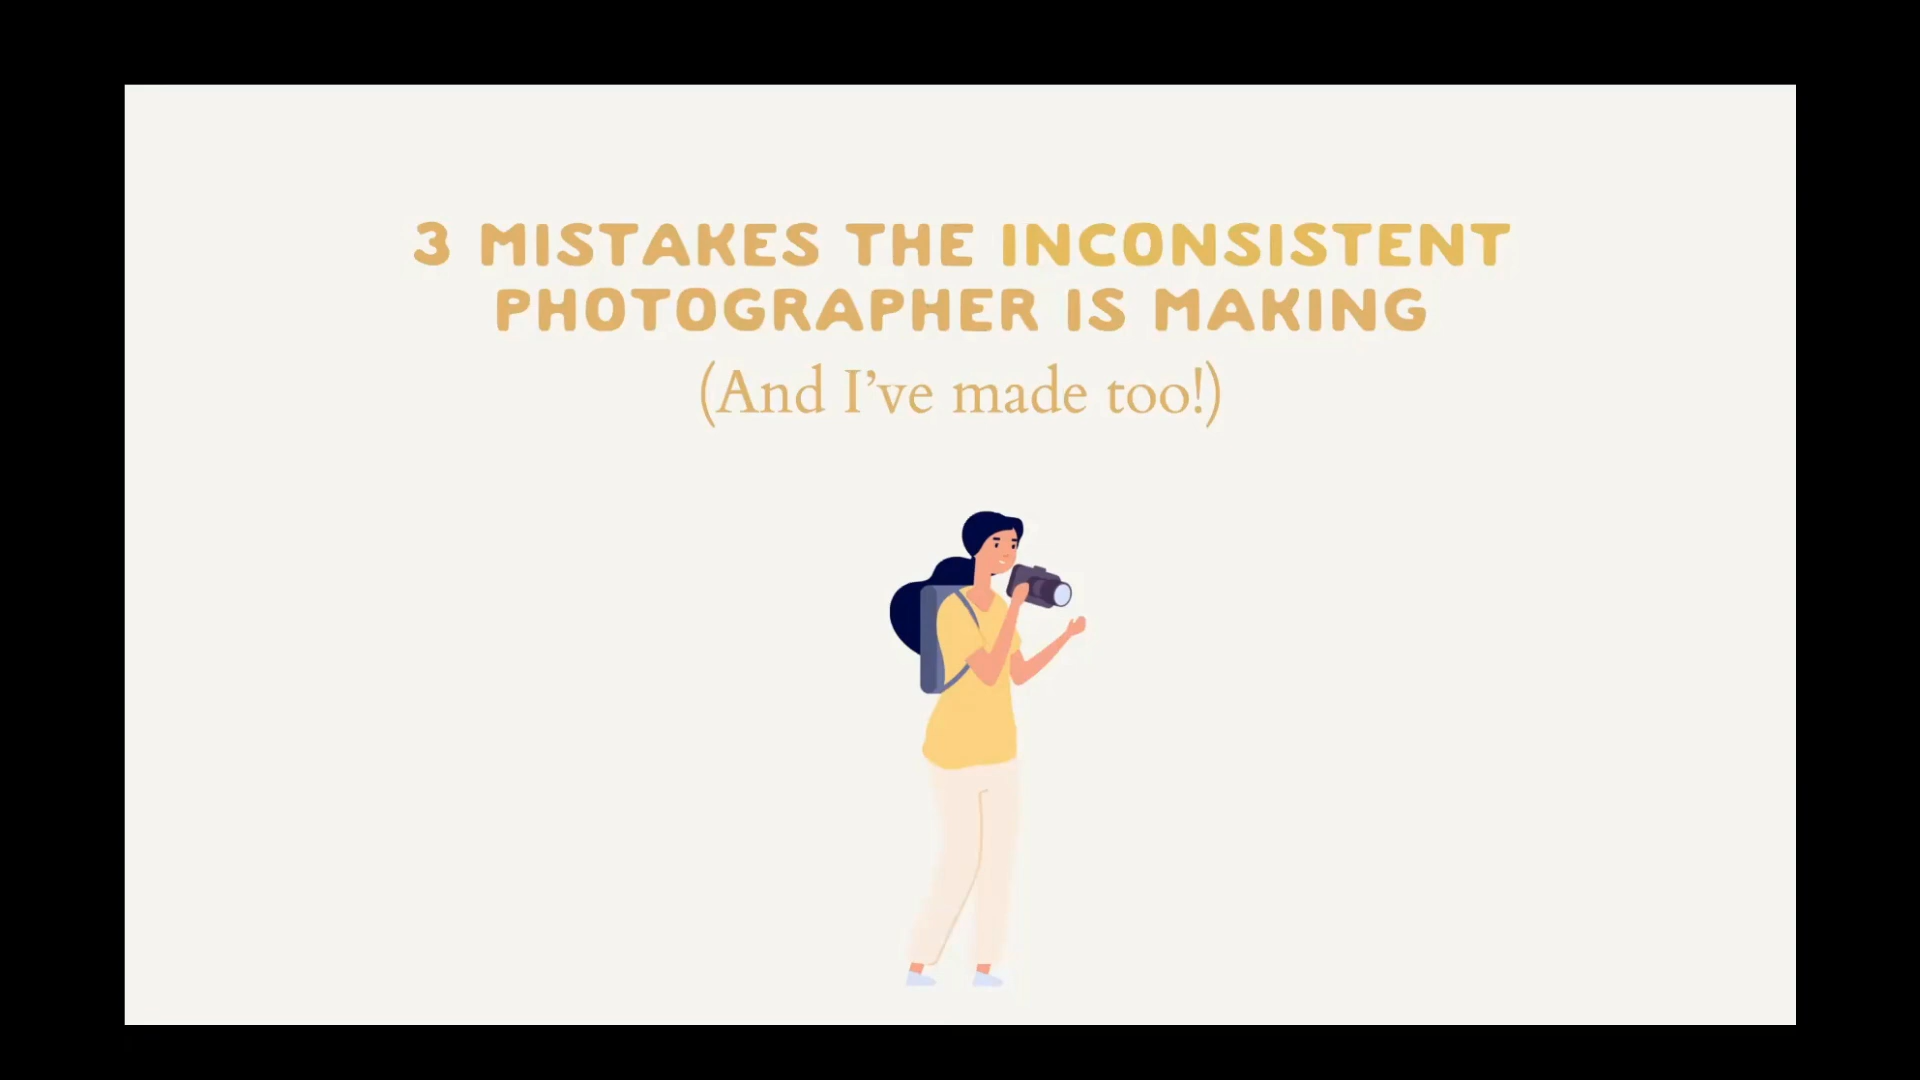 3 MISTAKES THE INCONSISTENT
PHOTOGRAPHER IS MAKING
(And I’ve made too!)